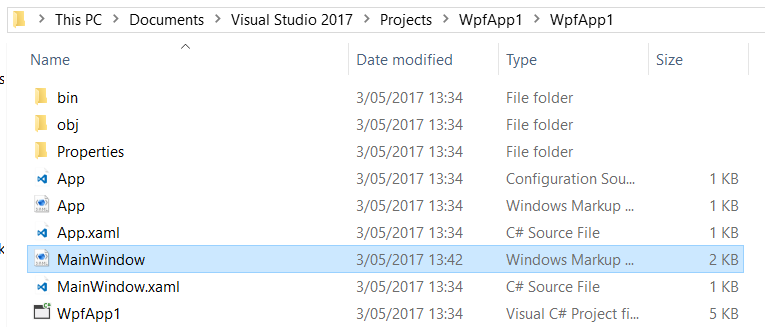 This PC > Documents > Visual Studio 2017 > Projects > WpfApp1 > WpfApp1
Name Date modified Type Size
bin 3/05/2017 13:34 File folder
obj 3/05/2017 13:34 File folder
Properties 3/05/2017 13:34 File folder
App 3/05/2017 13:34 Configuration Sou... 1 KB
App 3/05/2017 13:34 Windows Markup ... 1 KB
App.xaml 3/05/2017 13:34 C# Source File 1 KB
MainWindow 3/05/2017 13:42 Windows Markup ... 2 KB
MainWindow.xaml 3/05/2017 13:34 C# Source File 1 KB
WpfApp1 3/05/2017 13:34 Visual C# Project fi... 5 KB